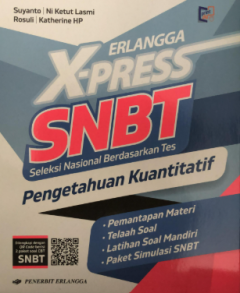 Suyanto | Ni Ketut Lasmi
Rosuli | Katherine HP
ERLANGGA
X-PRESS
SNBT
Seleksi Nasional Berdasarkan Tes
Pengetahuan Kuantitatif
• Pemantapan Materi
• Telaah Soal
• Latihan Soal Mandiri
• Paket Simulasi SNBT
SNBT
PENERBIT ERLANGGA